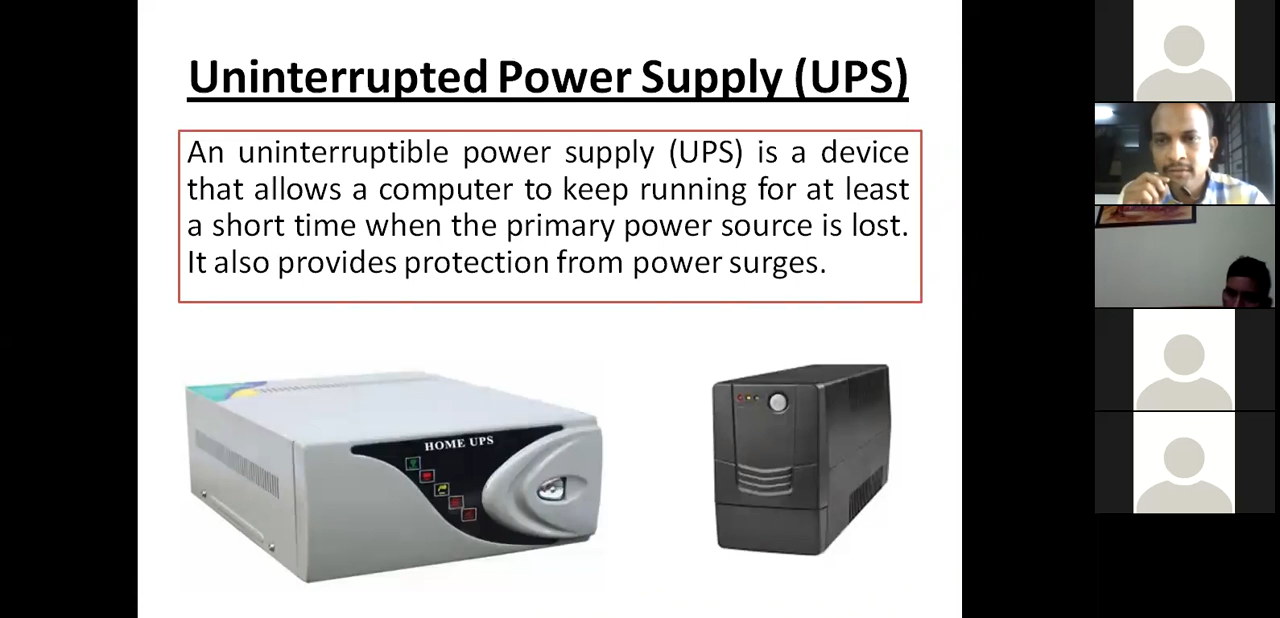 Uninterrupted Power Supply (UPS)
An uninterruptible power supply (UPS) is a device
that allows a computer to keep running for at least
a short time when the primary power source is lost.
It also provides protection from power surges.
HOME UPS